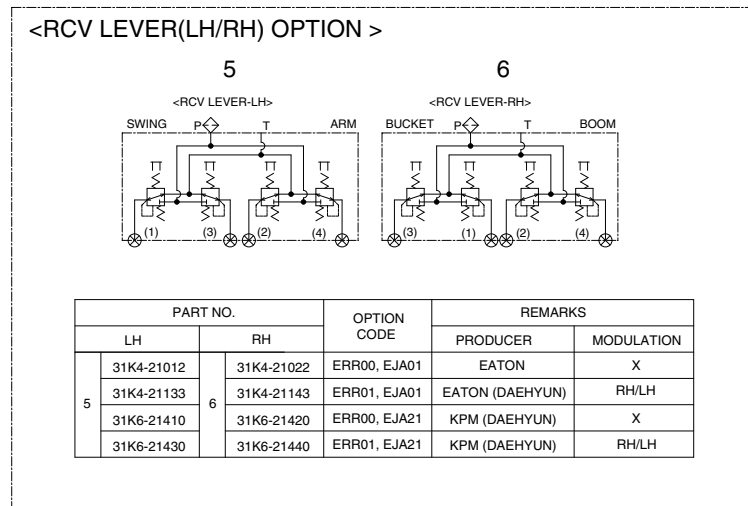 <RCV LEVER(LH/RH) OPTION >
5 6
<RCV LEVER-LH> <RCV LEVER-RH>
SWING P T ARM BUCKET P T BOOM
(1) (3) (2) (4) (3) (1) (2) (4)
PART NO. OPTION CODE REMARKS
LH RH PRODUCER MODULATION
5 31K4-21012 6 31K4-21022 ERR00, EJA01 EATON X
31K4-21133 31K4-21143 ERR01, EJA01 EATON (DAEHYUN) RH/LH
31K6-21410 31K6-21420 ERR00, EJA21 KPM (DAEHYUN) X
31K6-21430 31K6-21440 ERR01, EJA21 KPM (DAEHYUN) RH/LH